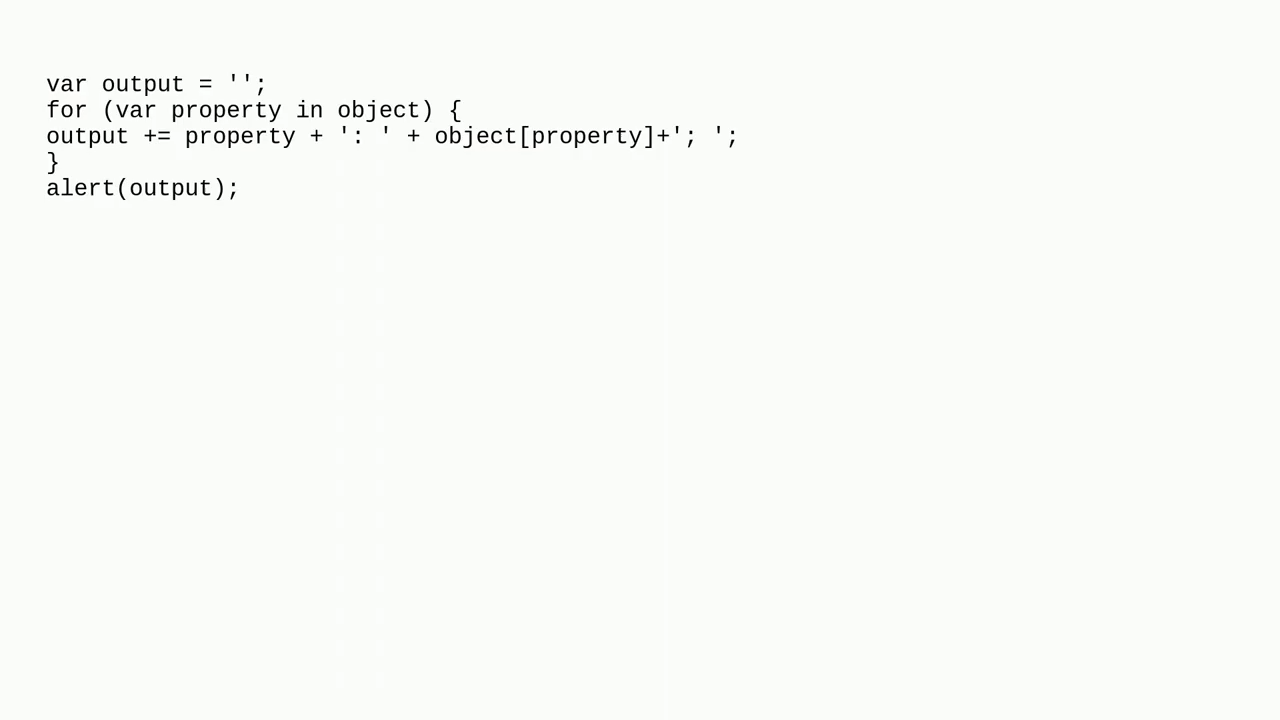 var output = '';
for (var property in object) {
output += property + ': ' + object[property]+'; ';
}
alert(output);